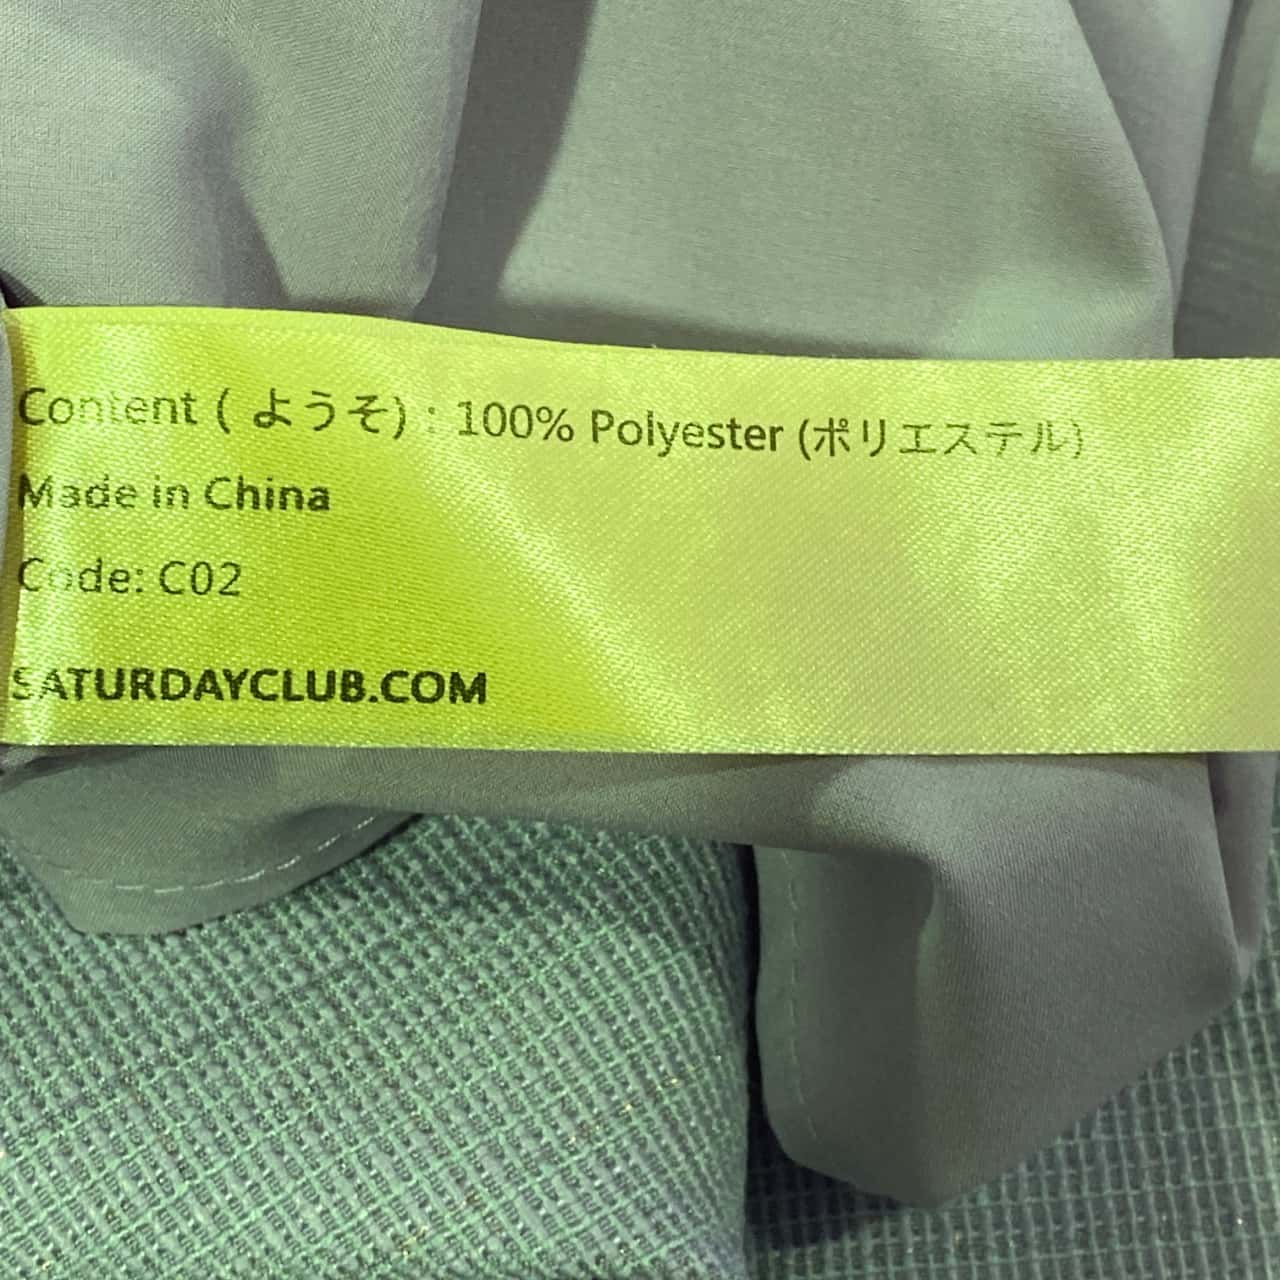 Content ( ようそ) : 100% Polyester (ポリエステル)
Made in China
Code: C02
SATURDAYCLUB.COM